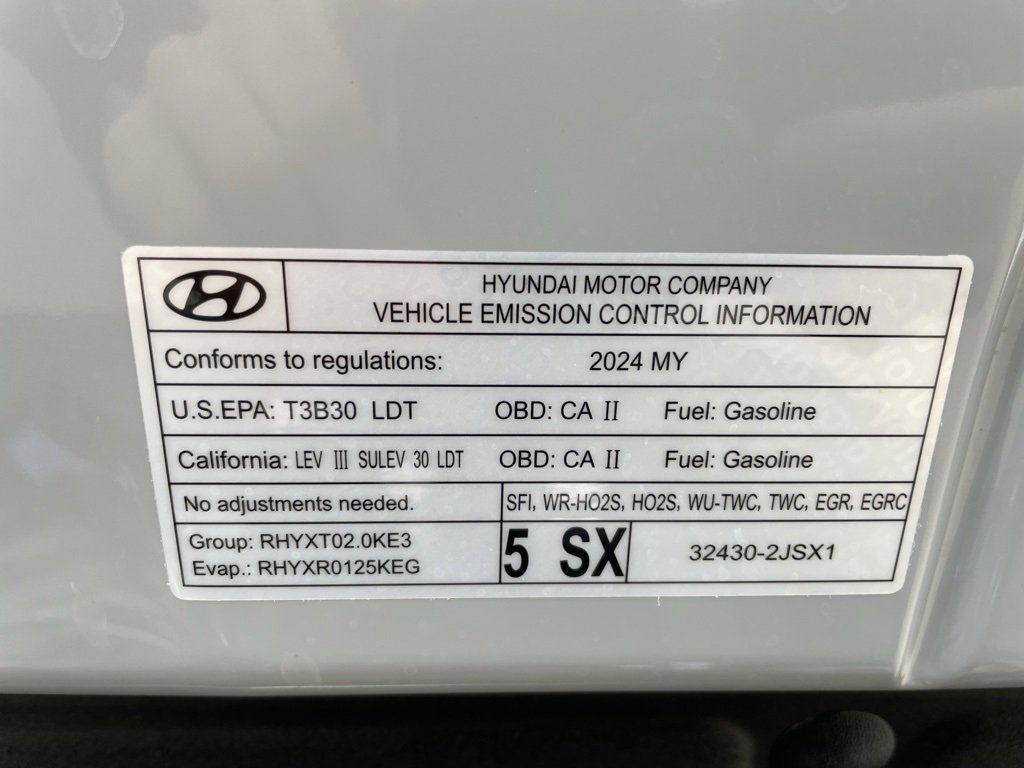 HYUNDAI MOTOR COMPANY
VEHICLE EMISSION CONTROL INFORMATION
Conforms to regulations: 2024 MY
U.S.EPA: T3B30 LDT OBD: CA II Fuel: Gasoline
California: LEV III SULEV 30 LDT OBD: CA II Fuel: Gasoline
No adjustments needed. SFI, WR-HO2S, HO2S, WU-TWC, TWC, EGR, EGRC
Group: RHYXT02.0KE3
Evap.: RHYXR0125KEG
5 SX 32430-2JSX1